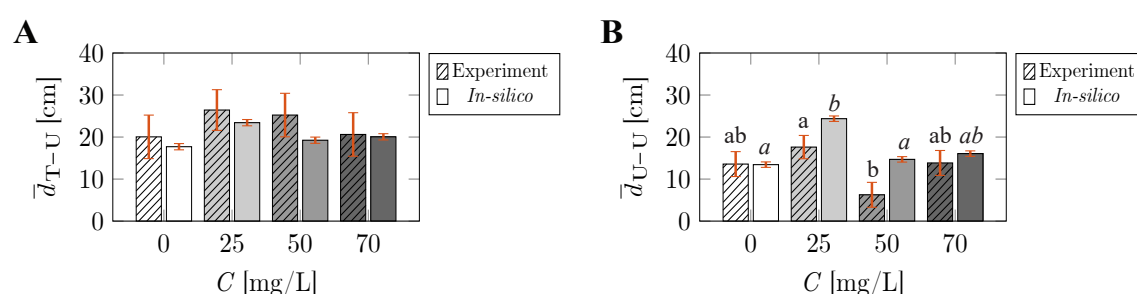 A
40
30
20
10
0
d̅T−U [cm]
0 25 50 70
C [mg/L]
Experiment
In-silico
B
40
30
20
10
0
d̅U−U [cm]
ab a a b b a ab ab
0 25 50 70
C [mg/L]
Experiment
In-silico